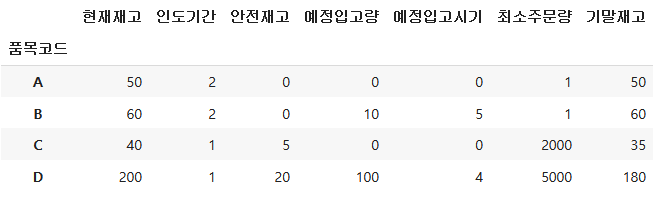 현재재고 인도기간 안전재고 예정입고량 예정입고시기 최소주문량 기말재고
품목코드
A 50 2 0 0 0 1 50
B 60 2 0 10 5 1 60
C 40 1 5 0 0 2000 35
D 200 1 20 100 4 5000 180